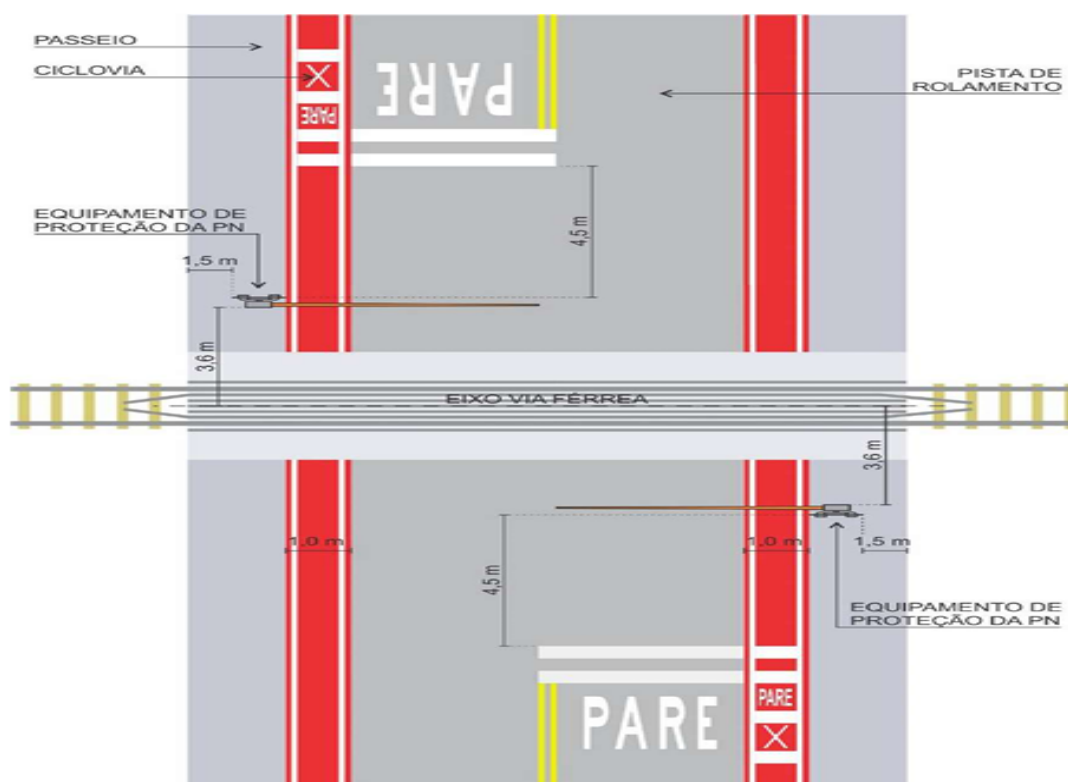 PASSEIO
CICLOVIA
PARE
PARE
PISTA DE
ROLAMENTO
EQUIPAMENTO DE
PROTEÇÃO DA PN
1,5 m
4,5 m
3,6 m
EIXO VIA FÉRREA
3,6 m
1,0 m
1,0 m
1,5 m
4,5 m
EQUIPAMENTO DE
PROTEÇÃO DA PN
PARE
PARE